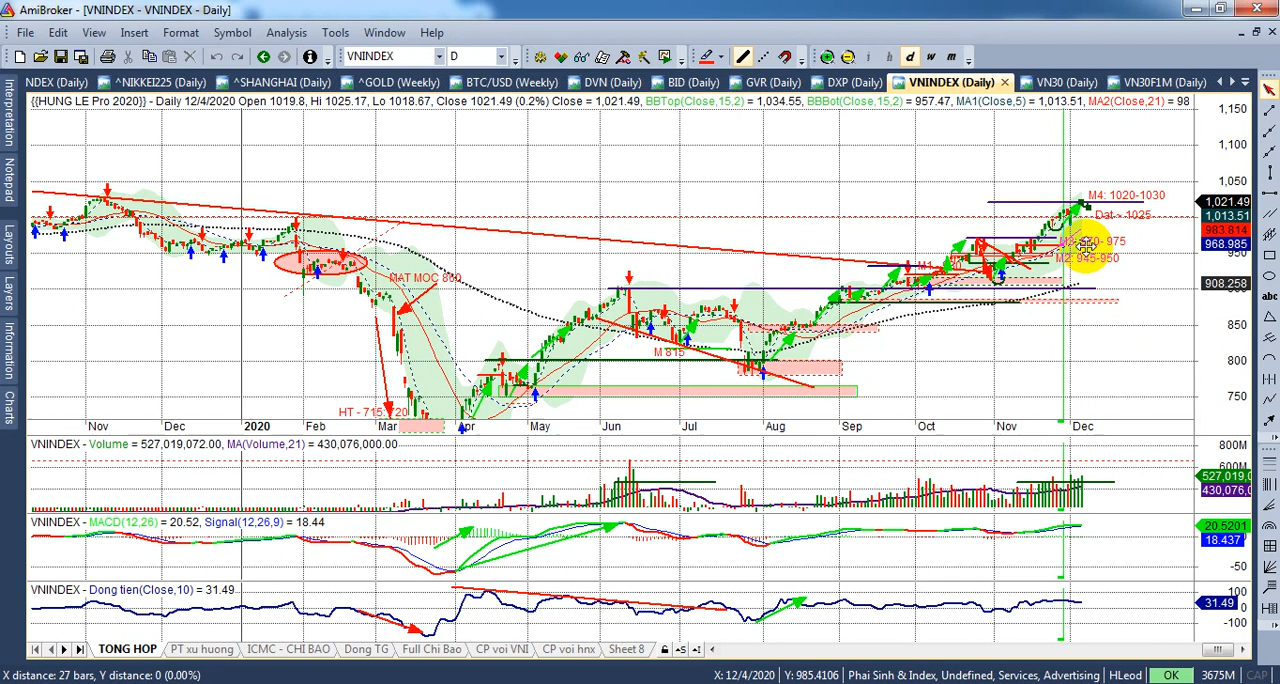 AmiBroker - [VNINDEX - VNINDEX - Daily]
File Edit View Insert Format Symbol Analysis Tools Window Help
VNINDEX D i h d w m
NDEX (Daily) ^NIKKEI225 (Daily) ^SHANGHAI (Daily) ^GOLD (Weekly) BTC/USD (Weekly) DVN (Daily) BID (Daily) GVR (Daily) DXP (Daily) VNINDEX (Daily) VN30 (Daily) VN30F1M (Daily)
{{HUNG LE Pro 2020}} - Daily 12/4/2020 Open 1019.8, Hi 1025.17, Lo 1018.67, Close 1021.49 (0.2%) Close = 1,021.49, BBTop(Close,15,2) = 1,034.55, BBBot(Close,15,2) = 957.47, MA1(Close,5) = 1,013.51, MA2(Close,21) = 98
Interpretation
Notepad
Layouts
Layers
Information
Charts
1,150
1,100
1,050
M4: 1020-1030
1,021.49
Dat ~ 1025
1,013.51
983.814
968.985
975
M2: 945-950
950
M1
MAT MOC 860
908.258
900
850
M 815
800
750
HT - 715-720
Nov Dec 2020 Feb Mar Apr May Jun Jul Aug Sep Oct Nov Dec
VNINDEX - Volume = 527,019,072.00, MA(Volume,21) = 430,076,000.00
800M
600M
527,019,0
430,076,0
VNINDEX - MACD(12,26) = 20.52, Signal(12,26,9) = 18.44
20.5201
18.437
-50
VNINDEX - Dong tien(Close,10) = 31.49
100
31.49
0
-100
TONG HOP PT xu huong ICMC - CHI BAO Dong TG Full Chi Bao CP voi VNI CP voi hnx Sheet 8
X distance: 27 bars, Y distance: 0 (0.00%) X: 12/4/2020 Y: 985.4106 Phai Sinh & Index, Undefined, Services, Advertising HLeod OK 3675M CAP